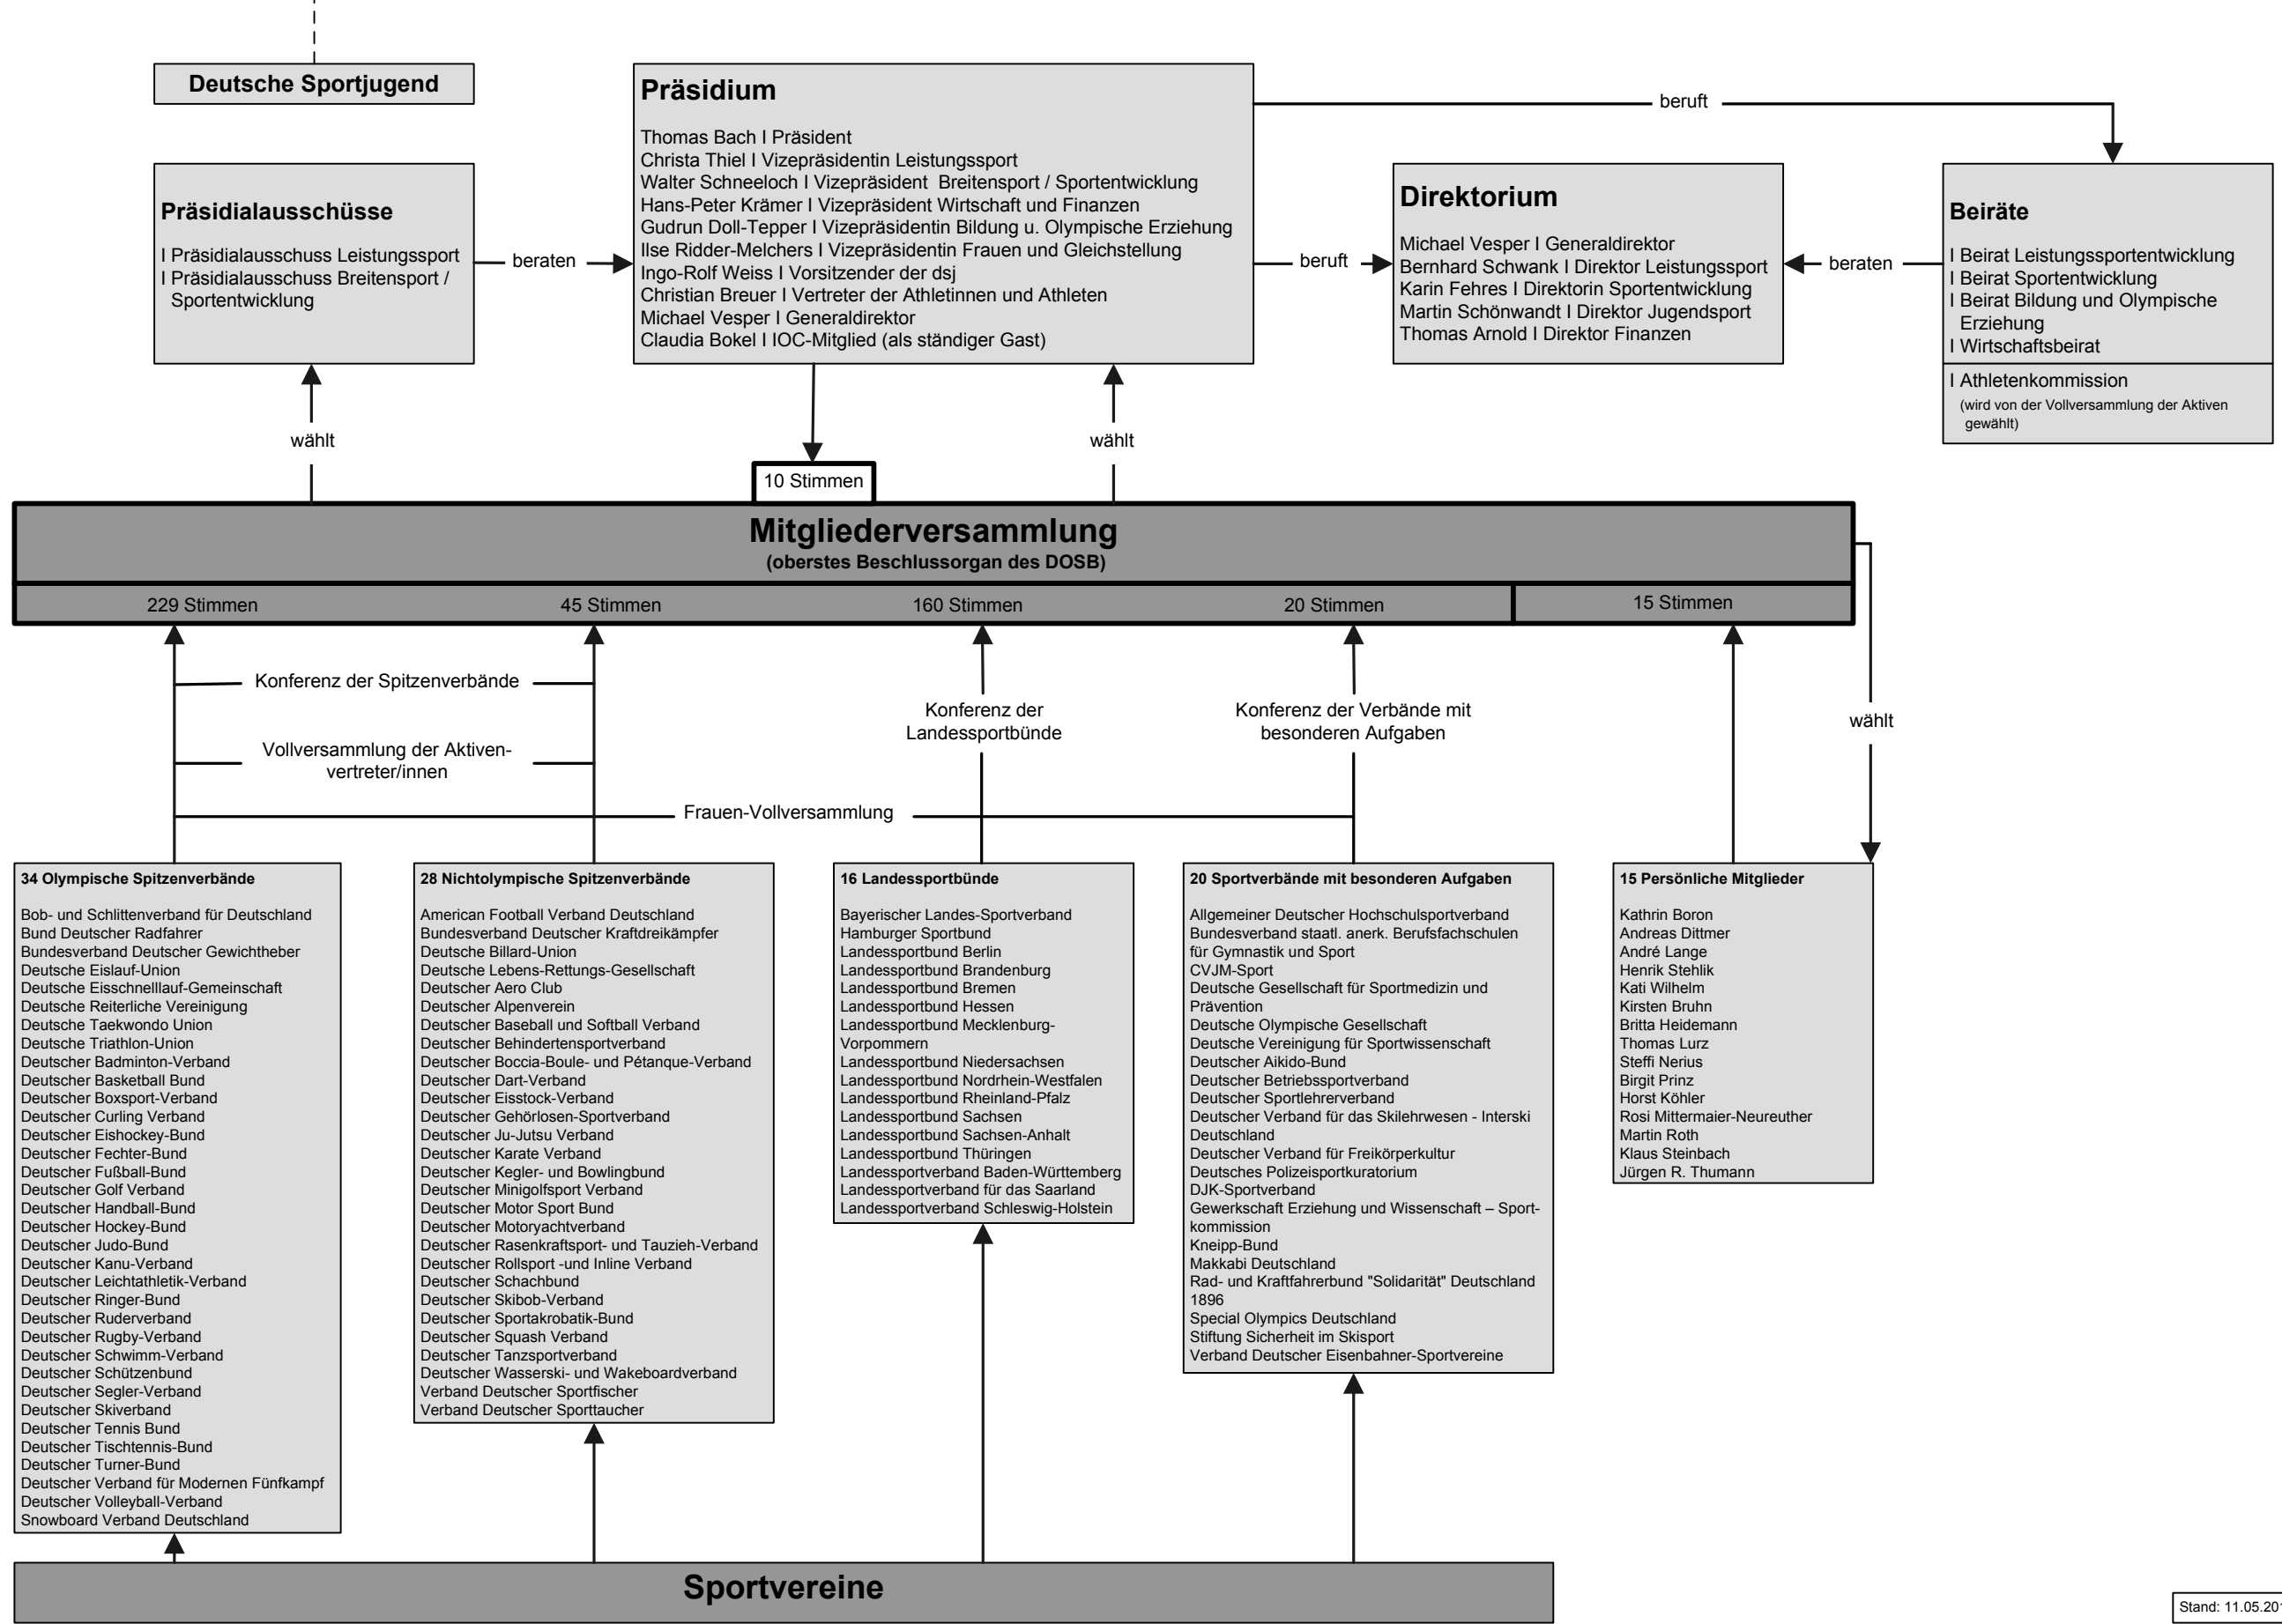 Deutsche Sportjugend
Präsidium
Thomas Bach I Präsident
Christa Thiel I Vizepräsidentin Leistungssport
Walter Schneeloch I Vizepräsident Breitensport / Sportentwicklung
Hans-Peter Krämer I Vizepräsident Wirtschaft und Finanzen
Gudrun Doll-Tepper I Vizepräsidentin Bildung u. Olympische Erziehung
Ilse Ridder-Melchers I Vizepräsidentin Frauen und Gleichstellung
Ingo-Rolf Weiss I Vorsitzender der dsj
Christian Breuer I Vertreter der Athletinnen und Athleten
Michael Vesper I Generaldirektor
Claudia Bokel I IOC-Mitglied (als ständiger Gast)
beruft
Präsidialausschüsse
I Präsidialausschuss Leistungssport
I Präsidialausschuss Breitensport /
Sportentwicklung
beraten
beruft
Direktorium
Michael Vesper I Generaldirektor
Bernhard Schwank I Direktor Leistungssport
Karin Fehres I Direktorin Sportentwicklung
Martin Schönwandt I Direktor Jugendsport
Thomas Arnold I Direktor Finanzen
beraten
Beiräte
I Beirat Leistungssportentwicklung
I Beirat Sportentwicklung
I Beirat Bildung und Olympische
Erziehung
I Wirtschaftsbeirat
I Athletenkommission
(wird von der Vollversammlung der Aktiven
gewählt)
wählt
wählt
10 Stimmen
Mitgliederversammlung
(oberstes Beschlussorgan des DOSB)
229 Stimmen
45 Stimmen
160 Stimmen
20 Stimmen
15 Stimmen
Konferenz der Spitzenverbände
Vollversammlung der Aktiven-
vertreter/innen
Konferenz der
Landessportbünde
Konferenz der Verbände mit
besonderen Aufgaben
wählt
Frauen-Vollversammlung
34 Olympische Spitzenverbände
Bob- und Schlittenverband für Deutschland
Bund Deutscher Radfahrer
Bundesverband Deutscher Gewichtheber
Deutsche Eislauf-Union
Deutsche Eisschnelllauf-Gemeinschaft
Deutsche Reiterliche Vereinigung
Deutsche Taekwondo Union
Deutsche Triathlon-Union
Deutscher Badminton-Verband
Deutscher Basketball Bund
Deutscher Boxsport-Verband
Deutscher Curling Verband
Deutscher Eishockey-Bund
Deutscher Fechter-Bund
Deutscher Fußball-Bund
Deutscher Golf Verband
Deutscher Handball-Bund
Deutscher Hockey-Bund
Deutscher Judo-Bund
Deutscher Kanu-Verband
Deutscher Leichtathletik-Verband
Deutscher Ringer-Bund
Deutscher Ruderverband
Deutscher Rugby-Verband
Deutscher Schwimm-Verband
Deutscher Schützenbund
Deutscher Segler-Verband
Deutscher Skiverband
Deutscher Tennis Bund
Deutscher Tischtennis-Bund
Deutscher Turner-Bund
Deutscher Verband für Modernen Fünfkampf
Deutscher Volleyball-Verband
Snowboard Verband Deutschland
28 Nichtolympische Spitzenverbände
American Football Verband Deutschland
Bundesverband Deutscher Kraftdreikämpfer
Deutsche Billard-Union
Deutsche Lebens-Rettungs-Gesellschaft
Deutscher Aero Club
Deutscher Alpenverein
Deutscher Baseball und Softball Verband
Deutscher Behindertensportverband
Deutscher Boccia-Boule- und Pétanque-Verband
Deutscher Dart-Verband
Deutscher Eisstock-Verband
Deutscher Gehörlosen-Sportverband
Deutscher Ju-Jutsu Verband
Deutscher Karate Verband
Deutscher Kegler- und Bowlingbund
Deutscher Minigolfsport Verband
Deutscher Motor Sport Bund
Deutscher Motoryachtverband
Deutscher Rasenkraftsport- und Tauzieh-Verband
Deutscher Rollsport -und Inline Verband
Deutscher Schachbund
Deutscher Skibob-Verband
Deutscher Sportakrobatik-Bund
Deutscher Squash Verband
Deutscher Tanzsportverband
Deutscher Wasserski- und Wakeboardverband
Verband Deutscher Sportfischer
Verband Deutscher Sporttaucher
16 Landessportbünde
Bayerischer Landes-Sportverband
Hamburger Sportbund
Landessportbund Berlin
Landessportbund Brandenburg
Landessportbund Bremen
Landessportbund Hessen
Landessportbund Mecklenburg-
Vorpommern
Landessportbund Niedersachsen
Landessportbund Nordrhein-Westfalen
Landessportbund Rheinland-Pfalz
Landessportbund Sachsen
Landessportbund Sachsen-Anhalt
Landessportbund Thüringen
Landessportverband Baden-Württemberg
Landessportverband für das Saarland
Landessportverband Schleswig-Holstein
20 Sportverbände mit besonderen Aufgaben
Allgemeiner Deutscher Hochschulsportverband
Bundesverband staatl. anerk. Berufsfachschulen
für Gymnastik und Sport
CVJM-Sport
Deutsche Gesellschaft für Sportmedizin und
Prävention
Deutsche Olympische Gesellschaft
Deutsche Vereinigung für Sportwissenschaft
Deutscher Aikido-Bund
Deutscher Betriebssportverband
Deutscher Sportlehrerverband
Deutscher Verband für das Skilehrwesen - Interski
Deutschland
Deutscher Verband für Freikörperkultur
Deutsches Polizeisportkuratorium
DJK-Sportverband
Gewerkschaft Erziehung und Wissenschaft – Sport-
kommission
Kneipp-Bund
Makkabi Deutschland
Rad- und Kraftfahrerbund "Solidarität" Deutschland
1896
Special Olympics Deutschland
Stiftung Sicherheit im Skisport
Verband Deutscher Eisenbahner-Sportvereine
15 Persönliche Mitglieder
Kathrin Boron
Andreas Dittmer
André Lange
Henrik Stehlik
Kati Wilhelm
Kirsten Bruhn
Britta Heidemann
Thomas Lurz
Steffi Nerius
Birgit Prinz
Horst Köhler
Rosi Mittermaier-Neureuther
Martin Roth
Klaus Steinbach
Jürgen R. Thumann
Sportvereine
Stand: